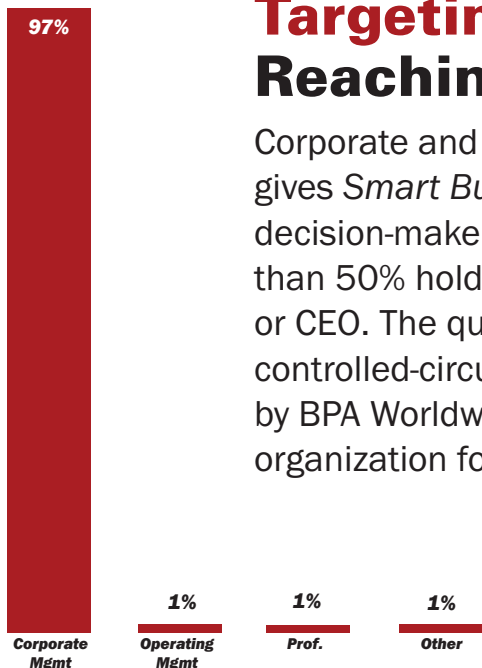 97%
Targetin
Reachin
Corporate and
gives Smart Bu
decision-make
than 50% hold
or CEO. The qu
controlled-circu
by BPA Worldw
organization fo
1%
1%
1%
Corporate
Mgmt
Operating
Mgmt
Prof.
Other